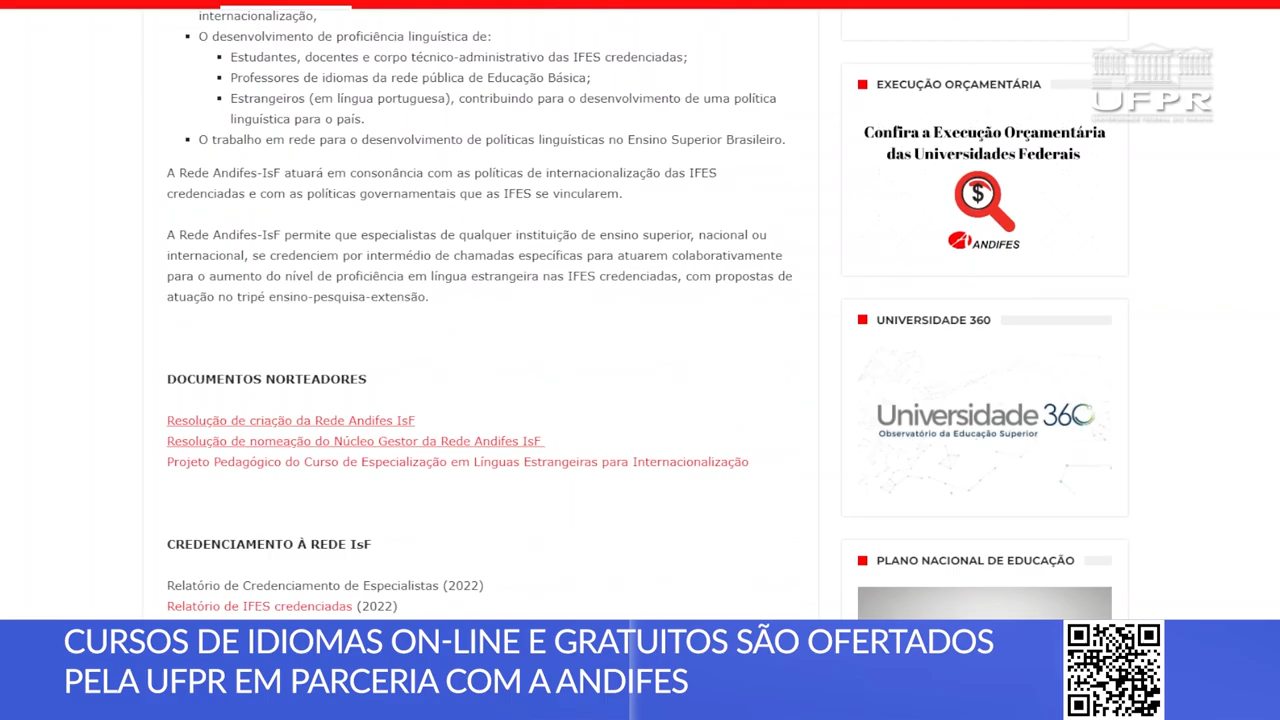 internacionalização,
O desenvolvimento de proficiência linguística de:
Estudantes, docentes e corpo técnico-administrativo das IFES credenciadas;
Professores de idiomas da rede pública de Educação Básica;
Estrangeiros (em língua portuguesa), contribuindo para o desenvolvimento de uma política
linguística para o país.
O trabalho em rede para o desenvolvimento de políticas linguísticas no Ensino Superior Brasileiro.
A Rede Andifes-IsF atuará em consonância com as políticas de internacionalização das IFES
credenciadas e com as políticas governamentais que as IFES se vincularem.
A Rede Andifes-IsF permite que especialistas de qualquer instituição de ensino superior, nacional ou
internacional, se credenciem por intermédio de chamadas específicas para atuarem colaborativamente
para o aumento do nível de proficiência em língua estrangeira nas IFES credenciadas, com propostas de
atuação no tripé ensino-pesquisa-extensão.
DOCUMENTOS NORTEADORES
Resolução de criação da Rede Andifes IsF
Resolução de nomeação do Núcleo Gestor da Rede Andifes IsF
Projeto Pedagógico do Curso de Especialização em Línguas Estrangeiras para Internacionalização
CREDENCIAMENTO À REDE IsF
Relatório de Credenciamento de Especialistas (2022)
Relatório de IFES credenciadas (2022)
EXECUÇÃO ORÇAMENTÁRIA
UFPR
UNIVERSIDADE FEDERAL DO PARANÁ
Confira a Execução Orçamentária
das Universidades Federais
$
ANDIFES
UNIVERSIDADE 360
Universidade 360
Observatório da Educação Superior
PLANO NACIONAL DE EDUCAÇÃO
CURSOS DE IDIOMAS ON-LINE E GRATUITOS SÃO OFERTADOS
PELA UFPR EM PARCERIA COM A ANDIFES